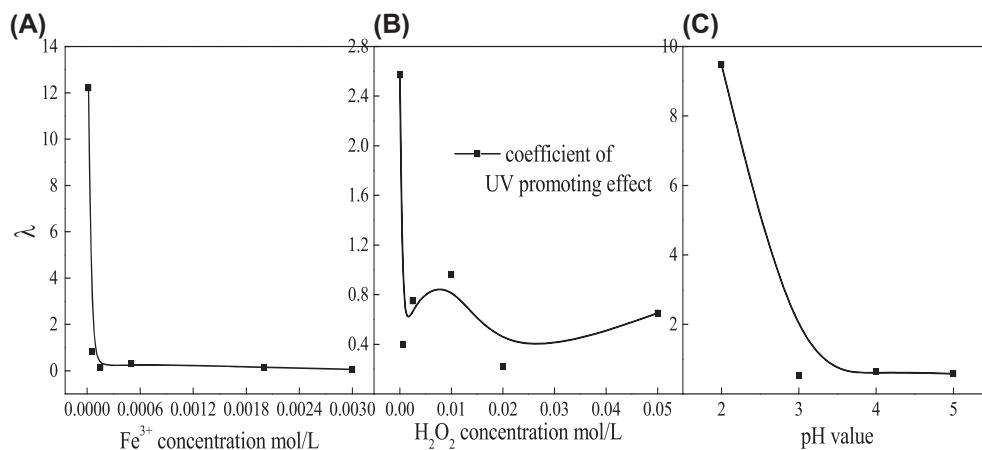 (A)
(B)
(C)
14
12
10
8
6
4
2
0
λ
0.0000 0.0006 0.0012 0.0018 0.0024 0.0030
Fe³⁺ concentration mol/L
2.8
2.4
2.0
1.6
1.2
0.8
0.4
coefficient of
UV promoting effect
0.00 0.01 0.02 0.03 0.04 0.05
H₂O₂ concentration mol/L
10
8
6
4
2
2 3 4 5
pH value